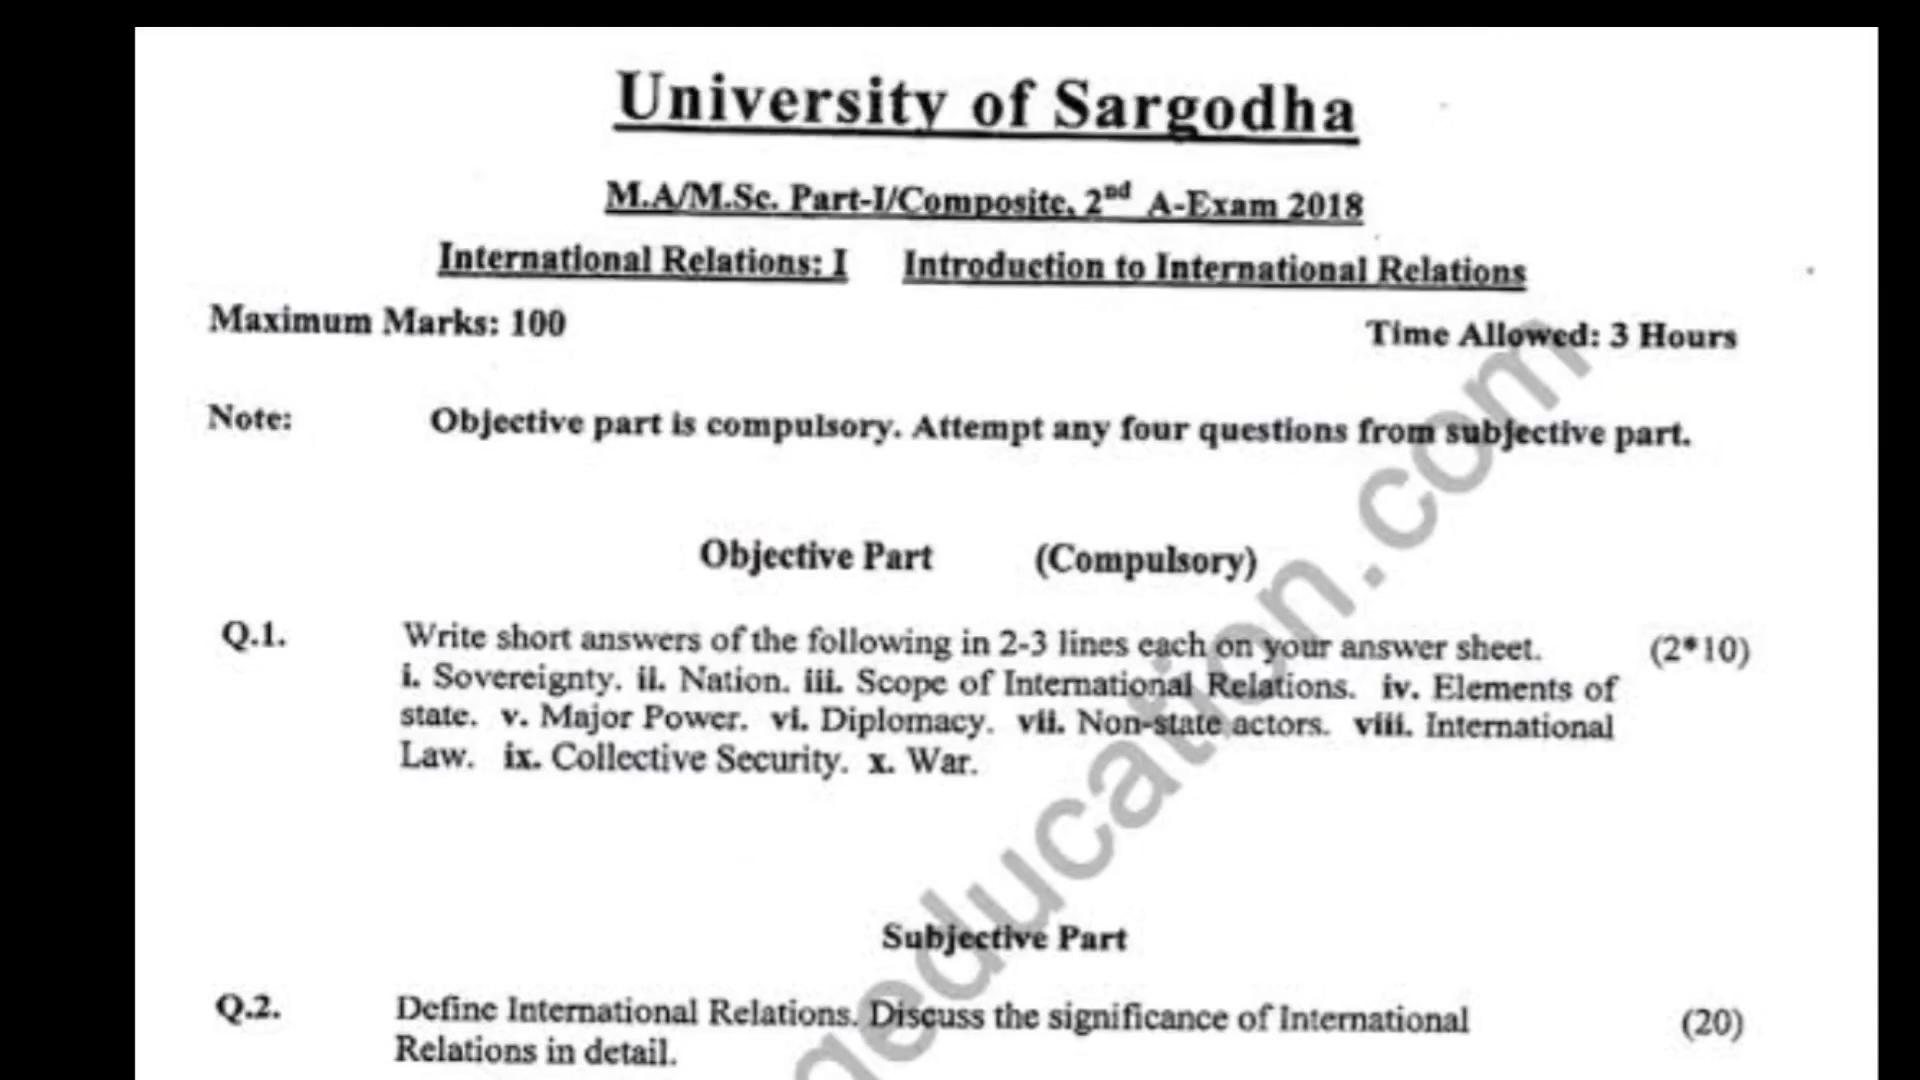 University of Sargodha
M.A/M.Sc. Part-I/Composite, 2nd A-Exam 2018
International Relations: I Introduction to International Relations
Maximum Marks: 100 Time Allowed: 3 Hours
Note: Objective part is compulsory. Attempt any four questions from subjective part.
Objective Part (Compulsory)
Q.1. Write short answers of the following in 2-3 lines each on your answer sheet. (2*10)
i. Sovereignty. ii. Nation. iii. Scope of International Relations. iv. Elements of
state. v. Major Power. vi. Diplomacy. vii. Non-state actors. viii. International
Law. ix. Collective Security. x. War.
Subjective Part
Q.2. Define International Relations. Discuss the significance of International (20)
Relations in detail.
geducation.com